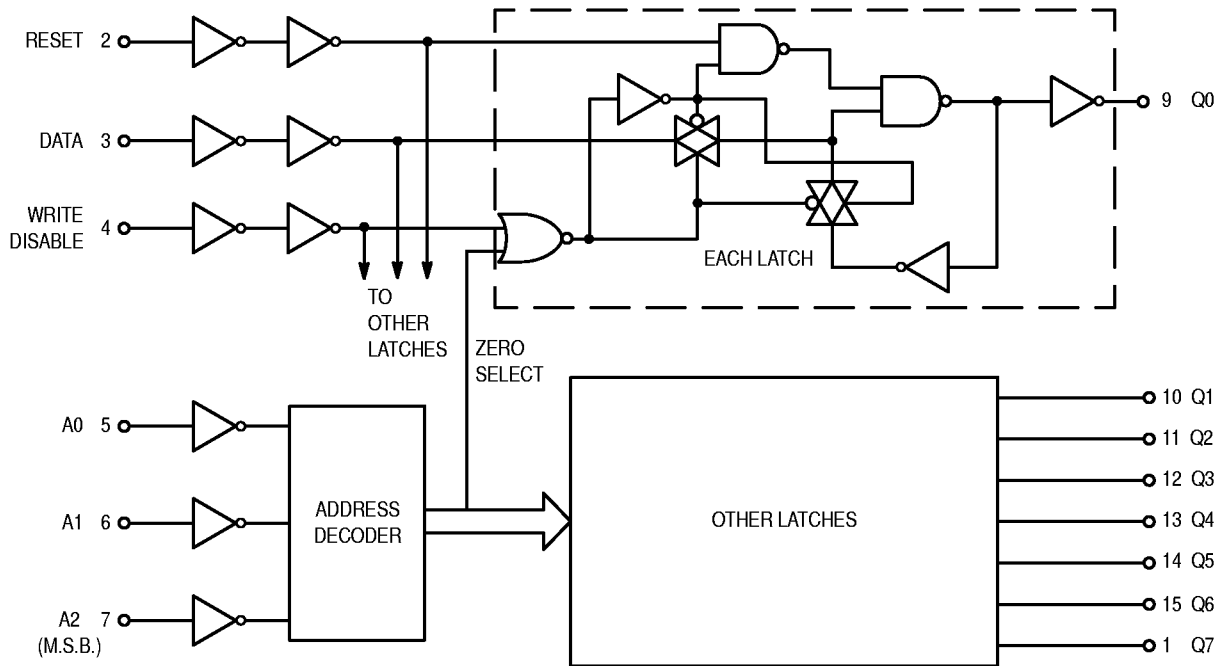 RESET 2
DATA 3
WRITE
DISABLE 4
9 Q0
EACH LATCH
TO
OTHER
LATCHES
ZERO
SELECT
A0 5
A1 6
A2 7
(M.S.B.)
ADDRESS
DECODER
OTHER LATCHES
10 Q1
11 Q2
12 Q3
13 Q4
14 Q5
15 Q6
1 Q7